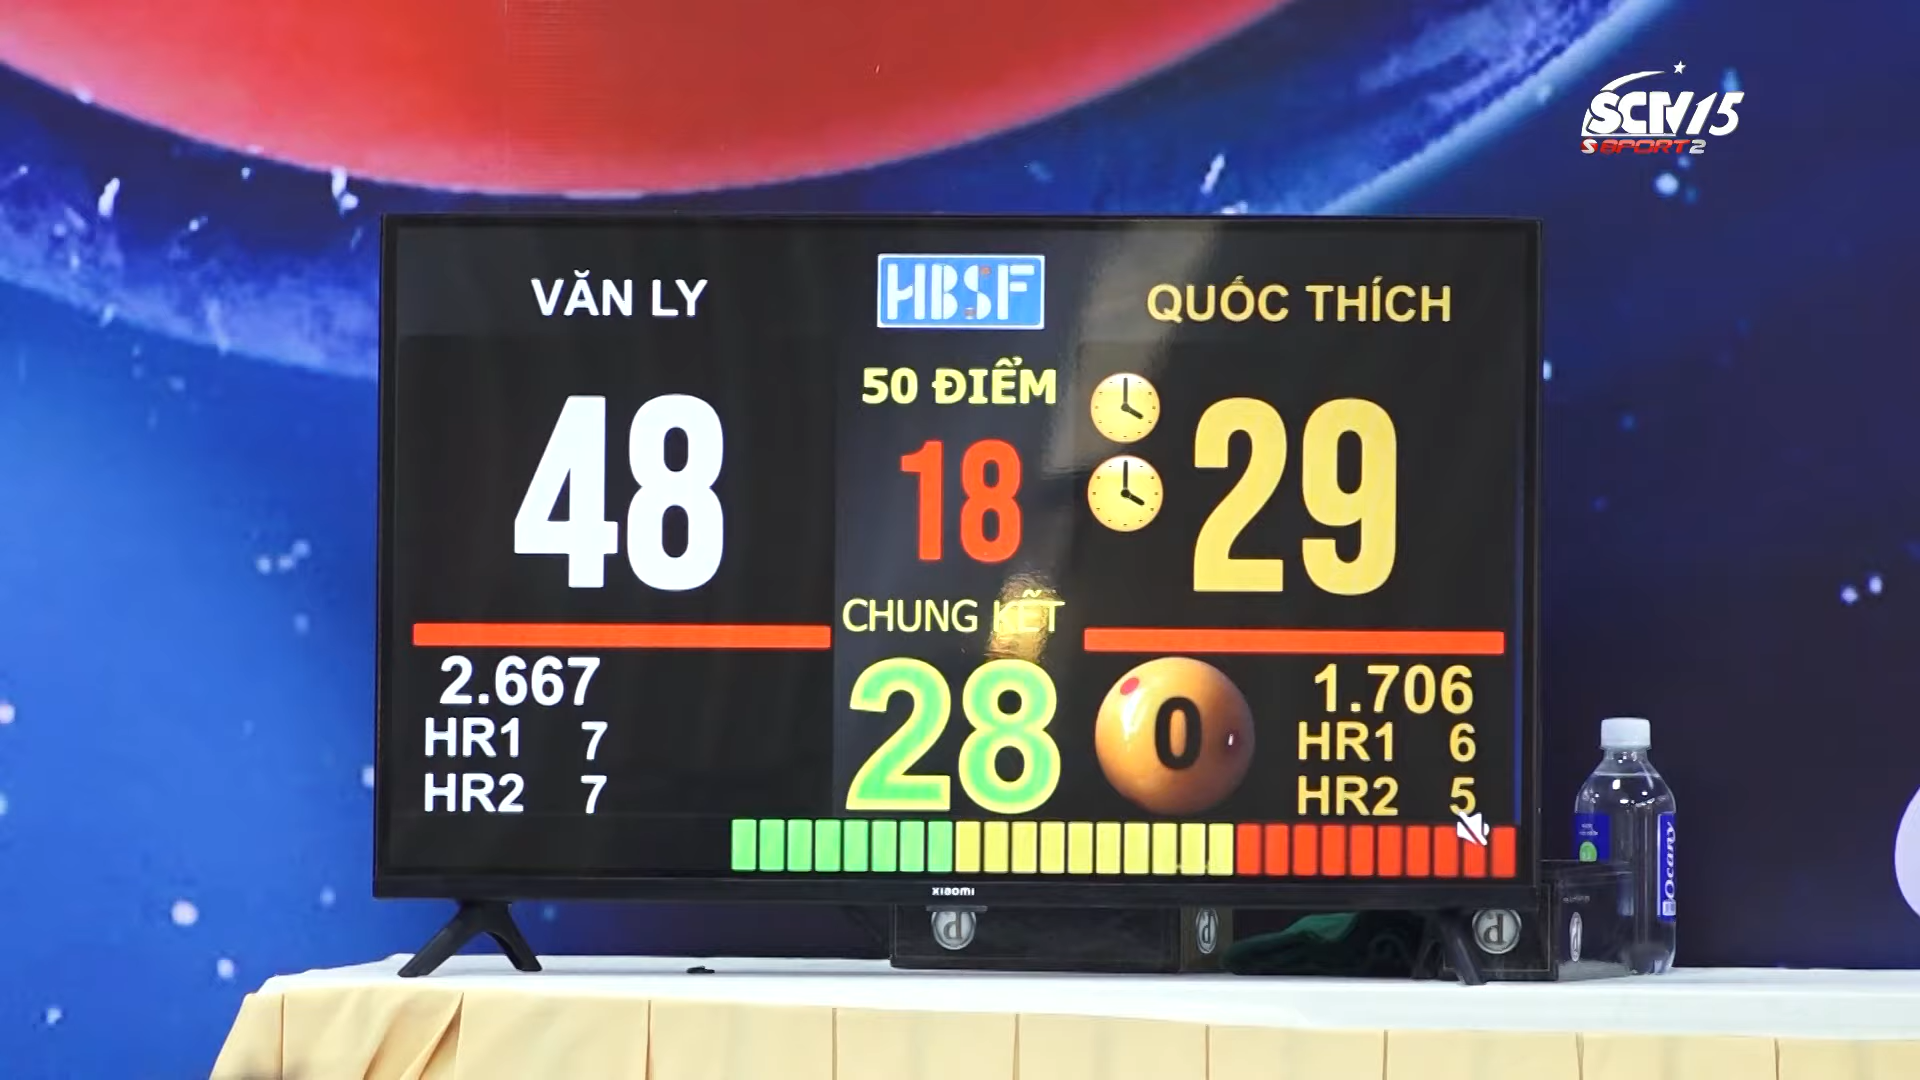 SCTV15
S SPORT2
VĂN LY
HBSF
QUỐC THÍCH
50 ĐIỂM
48
18
29
CHUNG KẾT
2.667
HR1 7
HR2 7
28
0
1.706
HR1 6
HR2 5
xiaomi
Ocany